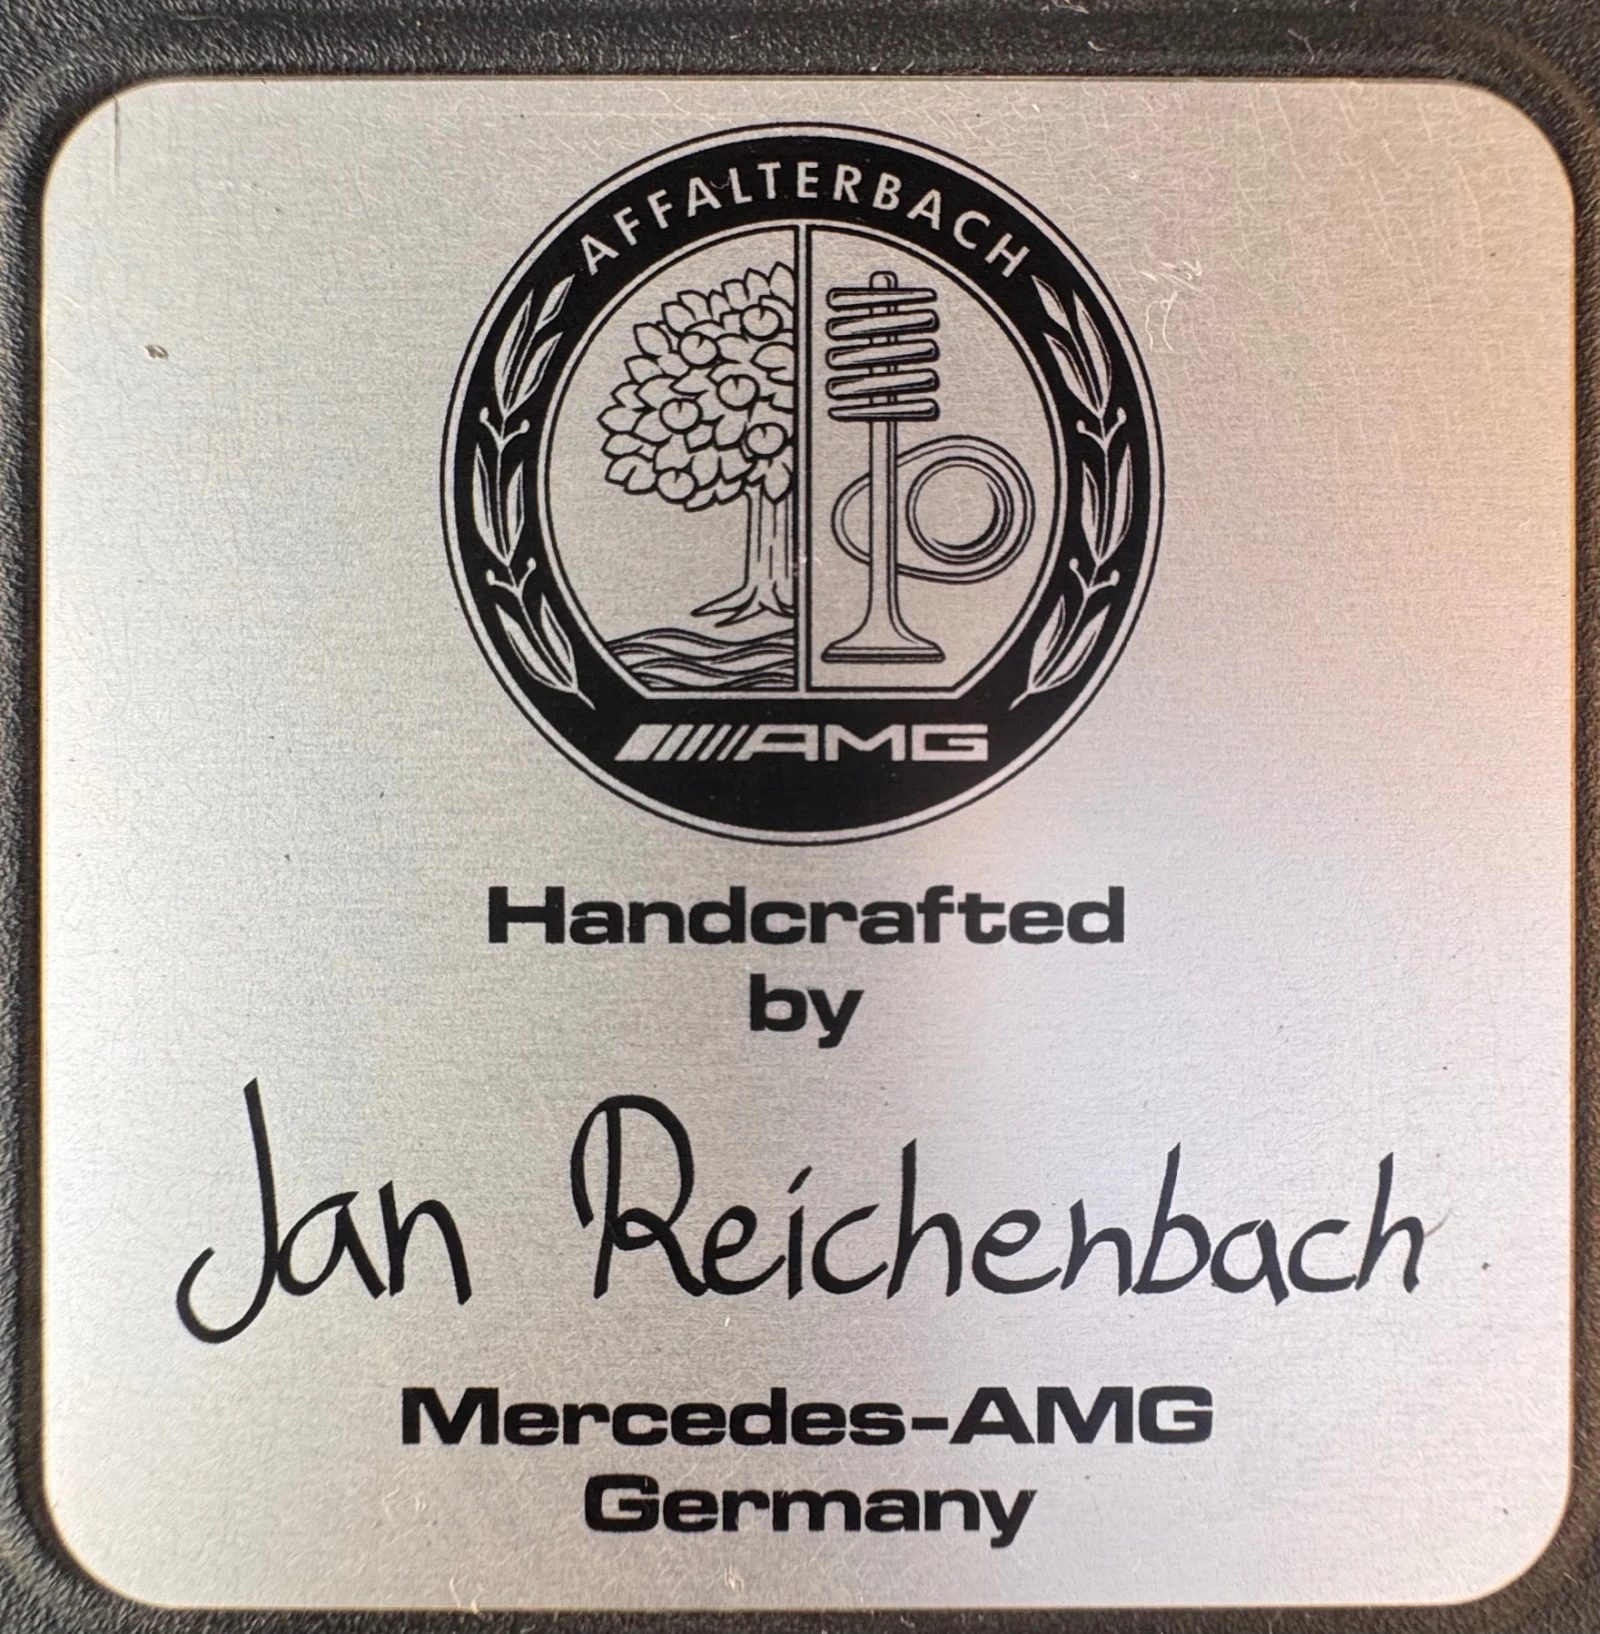 AFFALTERBACH
AMG
Handcrafted
by
Jan Reichenbach
Mercedes-AMG
Germany